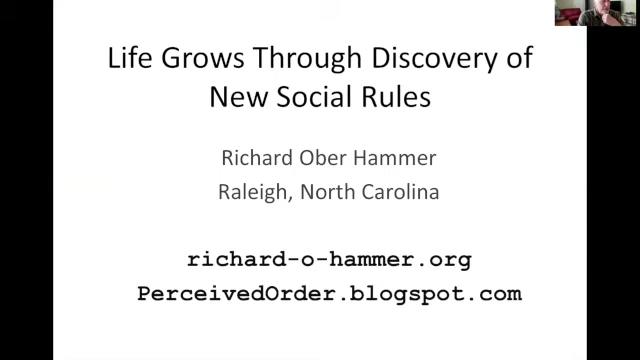 Life Grows Through Discovery of
New Social Rules
Richard Ober Hammer
Raleigh, North Carolina
richard-o-hammer.org
PerceivedOrder.blogspot.com